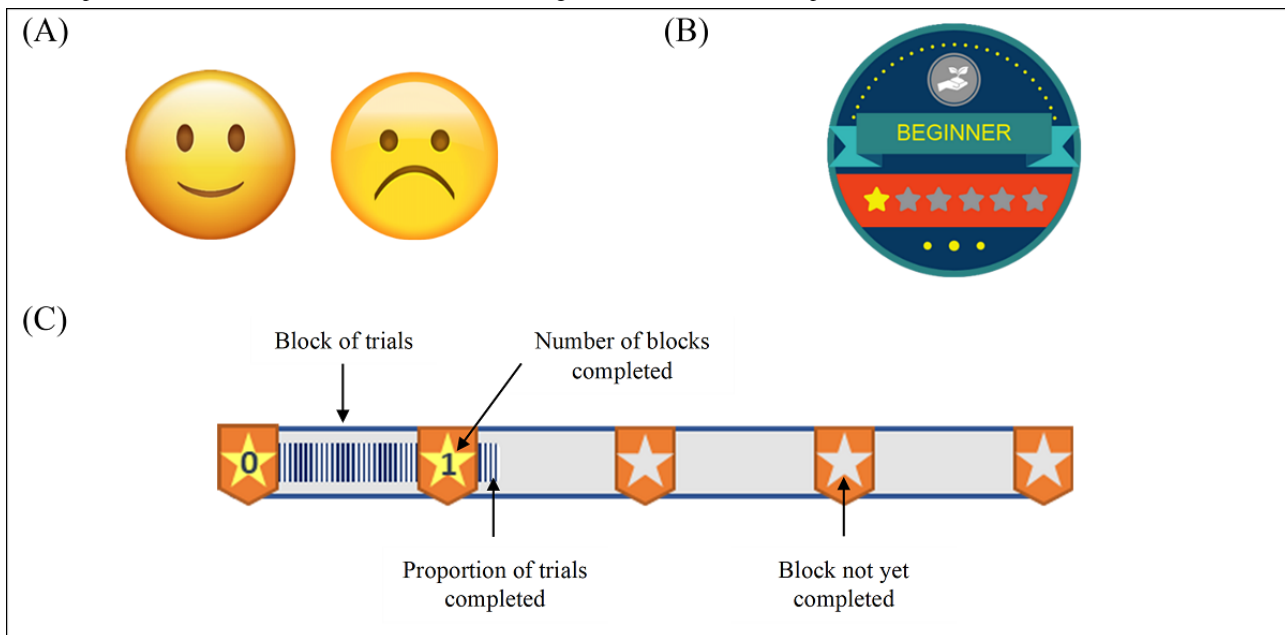 (A)
(B)
BEGINNER
(C)
Block of trials
Number of blocks
completed
0
1
Proportion of trials
completed
Block not yet
completed